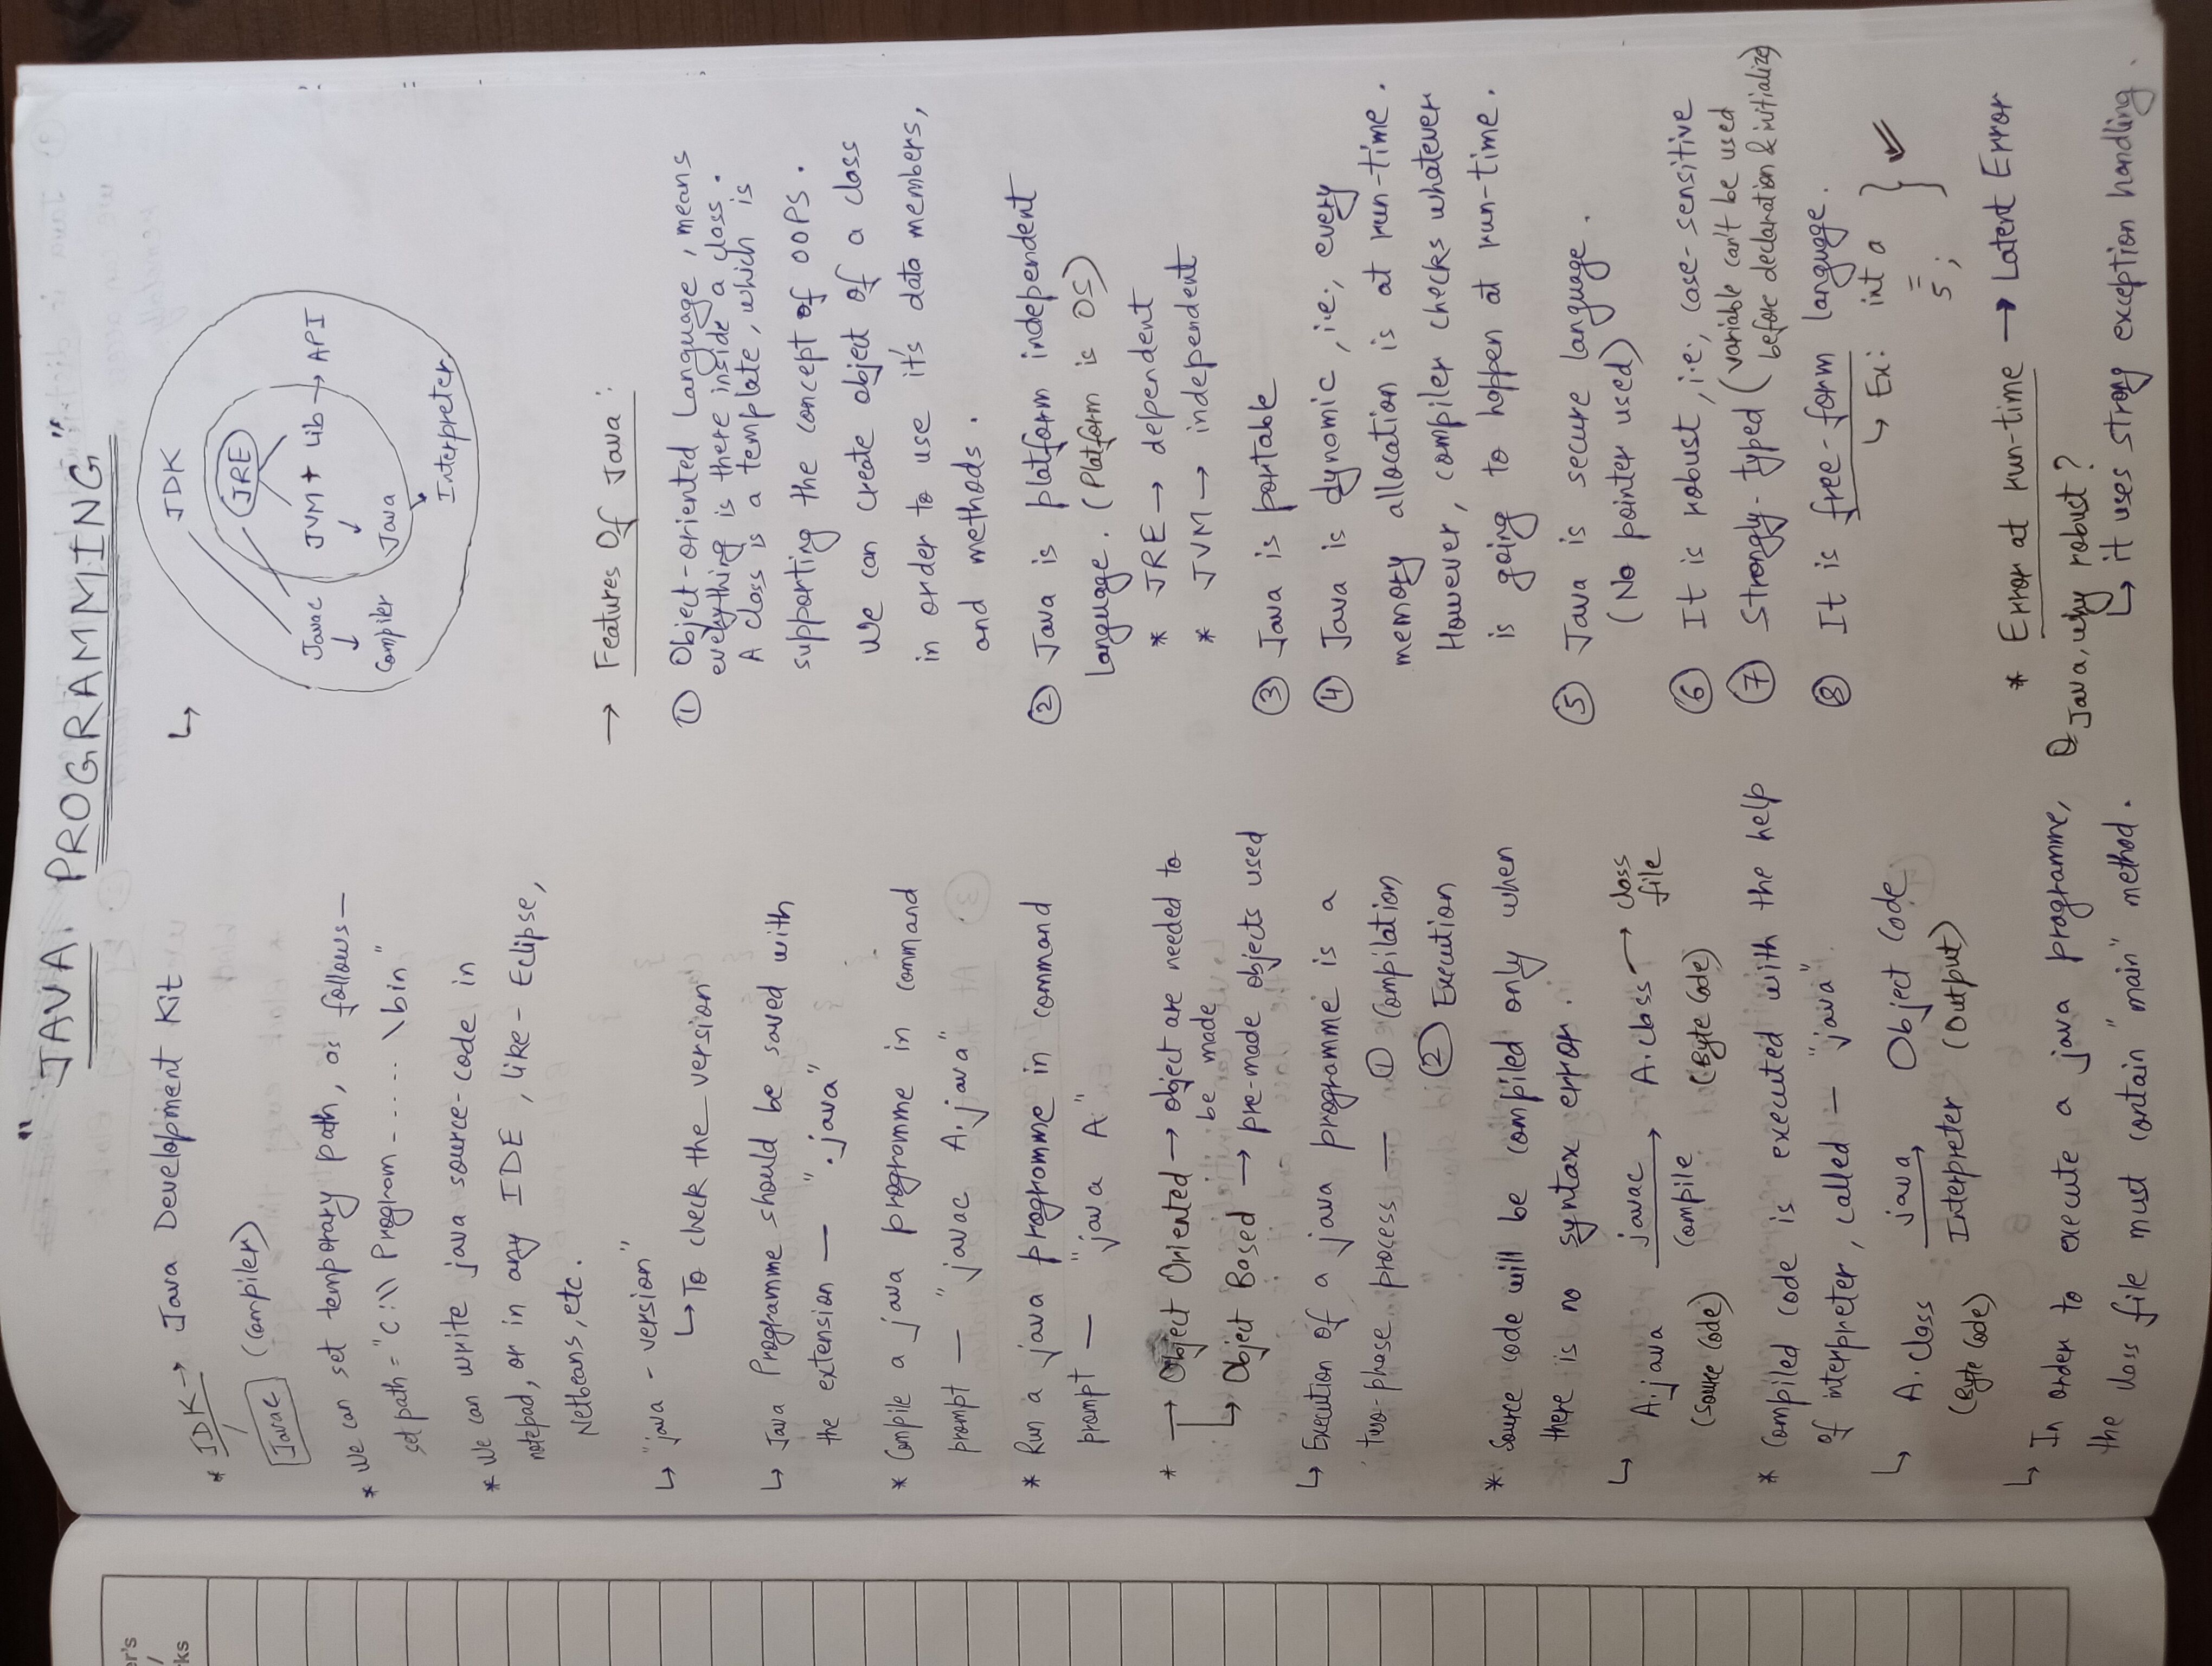 " JAVA. PROGRAMMING "
* JDK → Java Development Kit
Javac (Compiler)
* We can set temporary path, as follows—
set path = "C:\\ Program ------ \bin"
* We can write java source-code in
notepad, or in any IDE, like- Eclipse,
Netbeans, etc.
↳ "java - version"
↳ To check the version
↳ Java Programme should be saved with
the extension — ".java"
* Compile a java programme in command
prompt — "javac A.java"
* Run a java programme in command
prompt — "java A"
* → Object Oriented → object are needed to
be made
↳ Object Based → pre-made objects used
↳ Execution of a java programme is a
two-phase process — ① Compilation
② Execution
* Source code will be compiled only when
there is no syntax error.
↳ A.java javac → A.class → class
file
compile
(Source Code) (Byte Code)
* Compiled code is executed with the help
of interpreter, called — "java"
↳ A.class java → Object Code
(Byte Code) Interpreter (Output)
↳ In order to execute a java programme,
the class file must contain "main" method.
↳ JDK
JRE
Javac JVM + Lib → API
↓ ↓
Compiler Java
Interpreter
→ Features Of Java :
① Object-oriented Language, means
everything is there inside a class.
A class is a template, which is
supporting the concept of OOPS.
We can create object of a class
in order to use it's data members,
and methods.
② Java is platform independent
language. (Platform is OS)
* JRE → dependent
* JVM → independent
③ Java is portable
④ Java is dynamic, i.e., every
memory allocation is at run-time.
However, compiler checks whatever
is going to happen at run-time.
⑤ Java is secure language.
(No pointer used)
⑥ It is robust, i.e., case-sensitive
⑦ Strongly-typed (variable can't be used
before declaration & initialize)
⑧ It is free-form language.
↳ Ex: int a
=
5 ;
* Error at run-time → Latent Error
Q Java, why robust?
↳ it uses strong exception handling.